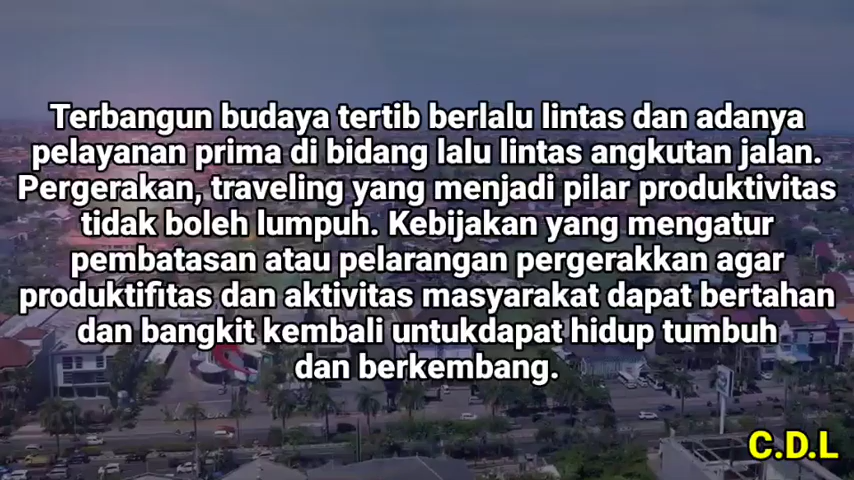 Terbangun budaya tertib berlalu lintas dan adanya
pelayanan prima di bidang lalu lintas angkutan jalan.
Pergerakan, traveling yang menjadi pilar produktivitas
tidak boleh lumpuh. Kebijakan yang mengatur
pembatasan atau pelarangan pergerakkan agar
produktifitas dan aktivitas masyarakat dapat bertahan
dan bangkit kembali untukdapat hidup tumbuh
dan berkembang.
C.D.L